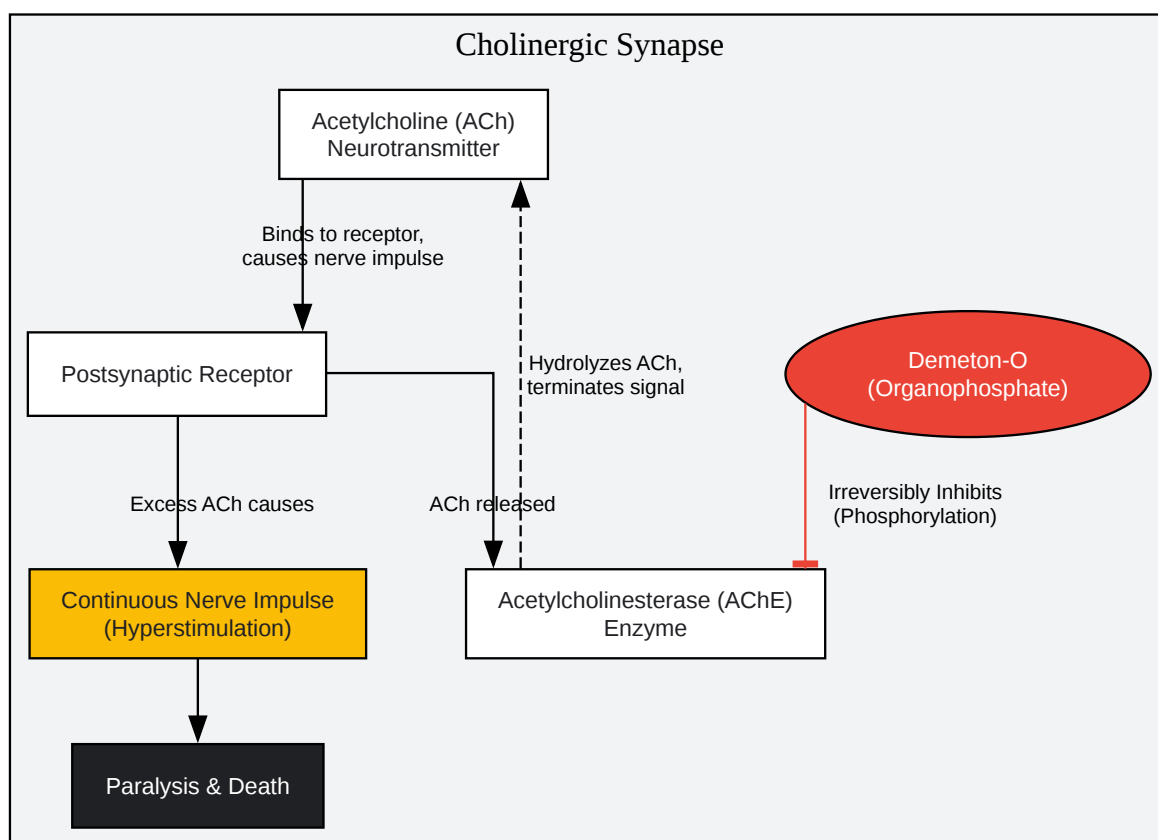 Cholinergic Synapse
Acetylcholine (ACh)
Neurotransmitter
Binds to receptor,
causes nerve impulse
Postsynaptic Receptor
Hydrolyzes ACh,
terminates signal
Demeton-O
(Organophosphate)
Excess ACh causes
ACh released
Irreversibly Inhibits
(Phosphorylation)
Continuous Nerve Impulse
(Hyperstimulation)
Acetylcholinesterase (AChE)
Enzyme
Paralysis & Death